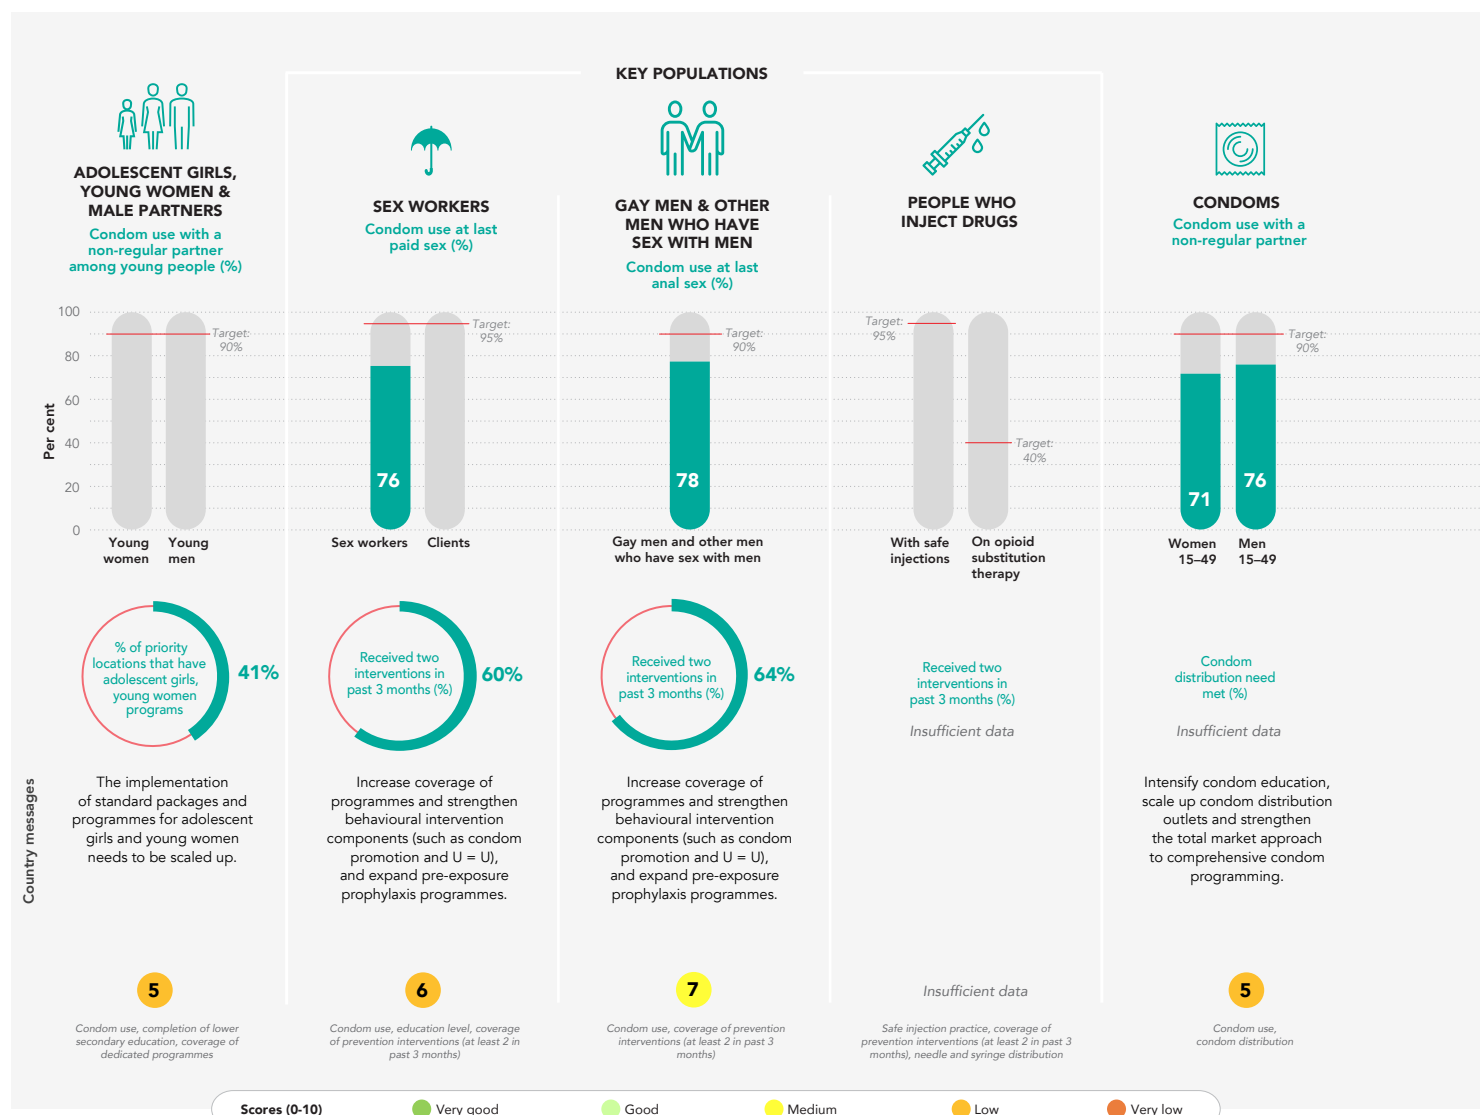 KEY POPULATIONS
ADOLESCENT GIRLS,
YOUNG WOMEN &
MALE PARTNERS
Condom use with a
non-regular partner
among young people (%)
SEX WORKERS
Condom use at last
paid sex (%)
GAY MEN & OTHER
MEN WHO HAVE
SEX WITH MEN
Condom use at last
anal sex (%)
PEOPLE WHO
INJECT DRUGS
CONDOMS
Condom use with a
non-regular partner
Per cent
100
80
60
40
20
0
Target:
90%
Young
women
Young
men
Target:
95%
76
Sex workers
Clients
Target:
90%
78
Gay men and other men
who have sex with men
Target:
95%
Target:
40%
With safe
injections
On opioid
substitution
therapy
Target:
90%
71
76
Women
15–49
Men
15–49
% of priority
locations that have
adolescent girls,
young women
programs
41%
Received two
interventions in
past 3 months (%)
60%
Received two
interventions in
past 3 months (%)
64%
Received two
interventions in
past 3 months (%)
Insufficient data
Condom
distribution need
met (%)
Insufficient data
Country messages
The implementation
of standard packages and
programmes for adolescent
girls and young women
needs to be scaled up.
Increase coverage of
programmes and strengthen
behavioural intervention
components (such as condom
promotion and U = U),
and expand pre-exposure
prophylaxis programmes.
Increase coverage of
programmes and strengthen
behavioural intervention
components (such as condom
promotion and U = U),
and expand pre-exposure
prophylaxis programmes.
Intensify condom education,
scale up condom distribution
outlets and strengthen
the total market approach
to comprehensive condom
programming.
5
Condom use, completion of lower
secondary education, coverage of
dedicated programmes
6
Condom use, education level, coverage
of prevention interventions (at least 2 in
past 3 months)
7
Condom use, coverage of prevention
interventions (at least 2 in past 3
months)
Insufficient data
Safe injection practice, coverage of
prevention interventions (at least 2 in past 3
months), needle and syringe distribution
5
Condom use,
condom distribution
Scores (0-10)
Very good
Good
Medium
Low
Very low